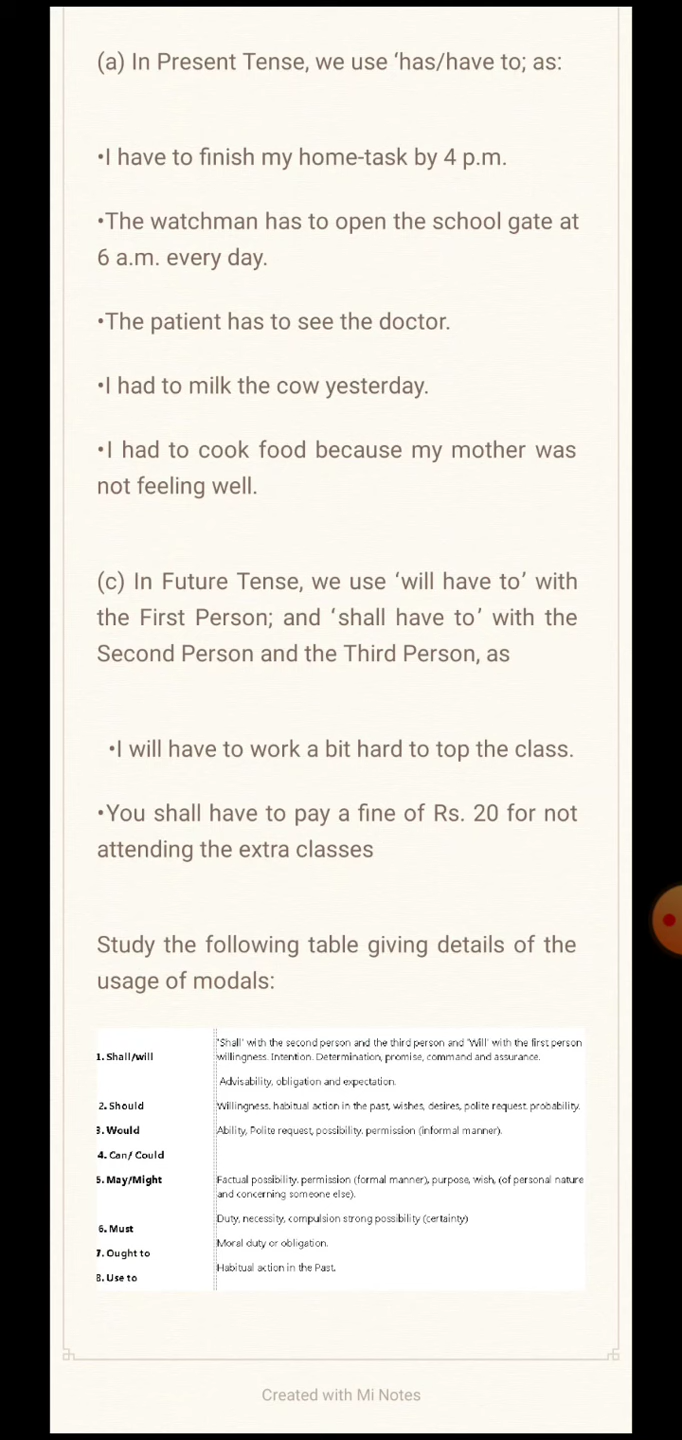 (a) In Present Tense, we use ‘has/have to; as:
•I have to finish my home-task by 4 p.m.
•The watchman has to open the school gate at
6 a.m. every day.
•The patient has to see the doctor.
•I had to milk the cow yesterday.
•I had to cook food because my mother was
not feeling well.
(c) In Future Tense, we use ‘will have to’ with
the First Person; and ‘shall have to’ with the
Second Person and the Third Person, as
•I will have to work a bit hard to top the class.
•You shall have to pay a fine of Rs. 20 for not
attending the extra classes
Study the following table giving details of the
usage of modals:
'Shall' with the second person and the third person and 'Will' with the first person
1. Shall/will willingness. Intention. Determination, promise, command and assurance.
Advisability, obligation and expectation.
2. Should Willingness, habitual action in the past, wishes, desires, polite request, probability.
3. Would Ability, Polite request, possibility, permission (informal manner).
4. Can/ Could
5. May/Might Factual possibility, permission (formal manner), purpose, wish, (of personal nature
and concerning someone else).
Duty, necessity, compulsion strong possibility (certainty)
6. Must
Moral duty or obligation.
7. Ought to
Habitual action in the Past.
8. Use to
Created with Mi Notes